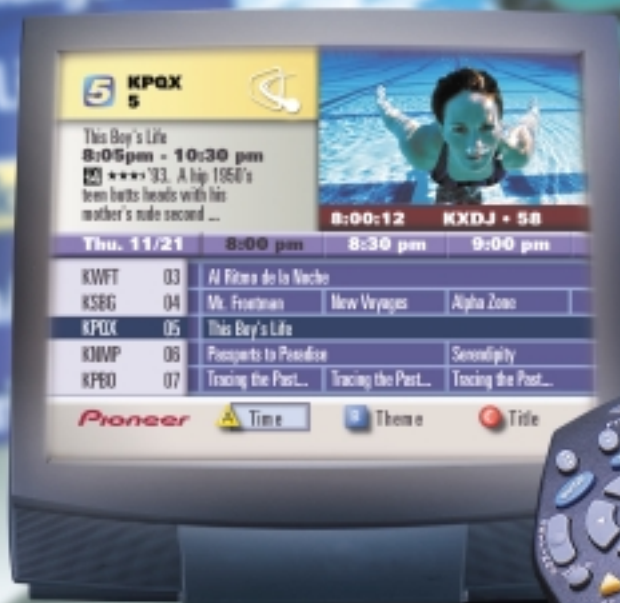 5 KPQX
5
This Boy's Life
8:05pm - 10:30 pm
★★★ '93. A hip 1950's
teen butts heads with his
mother's rude second ...
8:00:12 KXDJ • 58
Thu. 11/21 8:00 pm 8:30 pm 9:00 pm
KWFT 03 Al Ritmo de la Noche
KSBG 04 Mr. Frontman New Voyages Alpha Zone
KPQX 05 This Boy's Life
KNMP 06 Passports to Paradise Serendipity
KPBO 07 Tracing the Past... Tracing the Past... Tracing the Past...
Pioneer A Time B Theme C Title